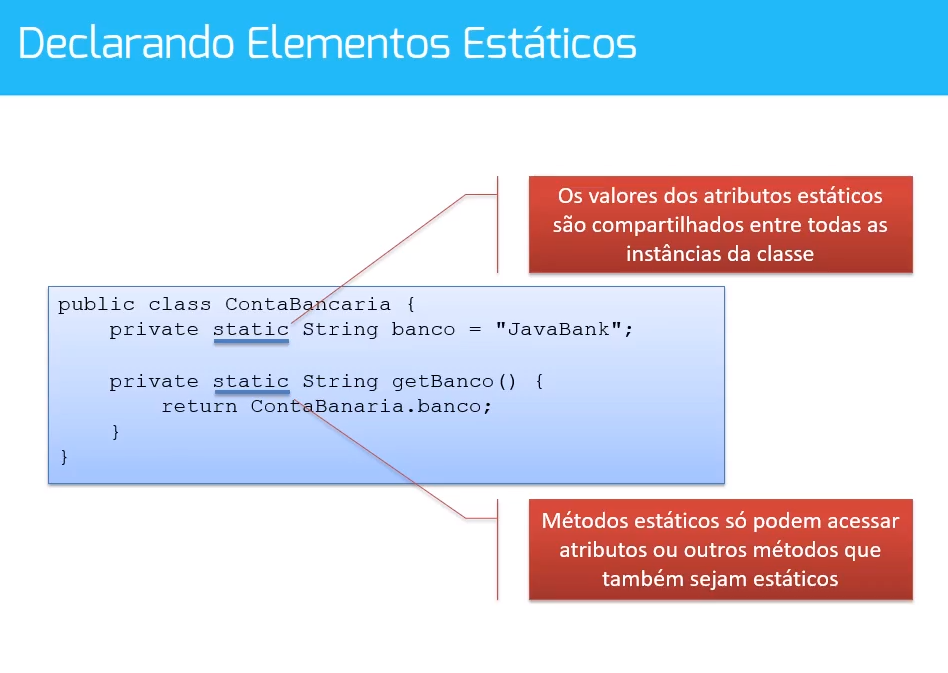 Declarando Elementos Estáticos
Os valores dos atributos estáticos
são compartilhados entre todas as
instâncias da classe
public class ContaBancaria {
    private static String banco = "JavaBank";
    private static String getBanco() {
        return ContaBanaria.banco;
    }
}
Métodos estáticos só podem acessar
atributos ou outros métodos que
também sejam estáticos